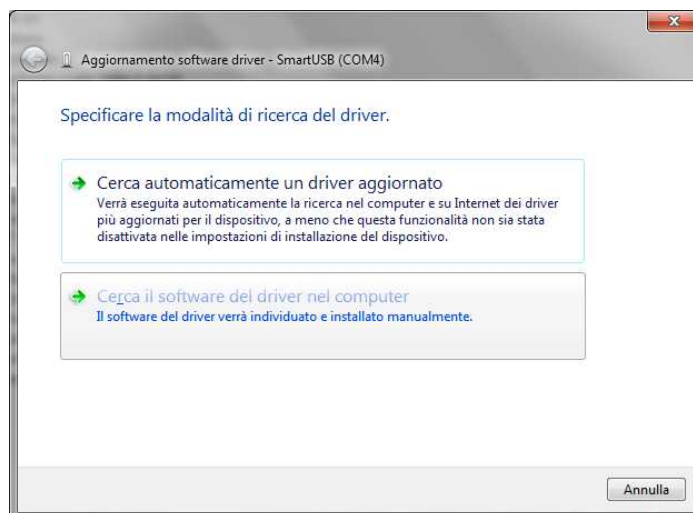 Aggiornamento software driver - SmartUSB (COM4)
Specificare la modalità di ricerca del driver.
Cerca automaticamente un driver aggiornato
Verrà eseguita automaticamente la ricerca nel computer e su Internet dei driver
più aggiornati per il dispositivo, a meno che questa funzionalità non sia stata
disattivata nelle impostazioni di installazione del dispositivo.
Cerca il software del driver nel computer
Il software del driver verrà individuato e installato manualmente.
Annulla